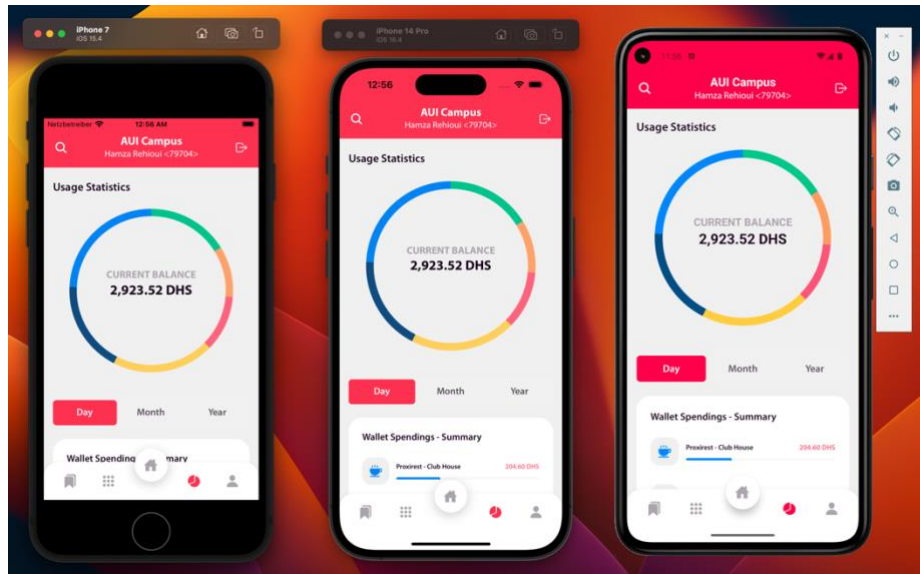 iPhone 7
iOS 16.4
Netzbetreiber 12:56 AM
AUI Campus
Hamza Rehioui <79704>
Usage Statistics
CURRENT BALANCE
2,923.52 DHS
Day Month Year
Wallet Spending mary
iPhone 14 Pro
iOS 16.4
12:56
AUI Campus
Hamza Rehioui <79704>
Usage Statistics
CURRENT BALANCE
2,923.52 DHS
Day Month Year
Wallet Spendings - Summary
Proxirest - Club House 204.60 DHS
11:56
AUI Campus
Hamza Rehioui <79704>
Usage Statistics
CURRENT BALANCE
2,923.52 DHS
Day Month Year
Wallet Spendings - Summary
Proxirest - Club House 204.60 DHS